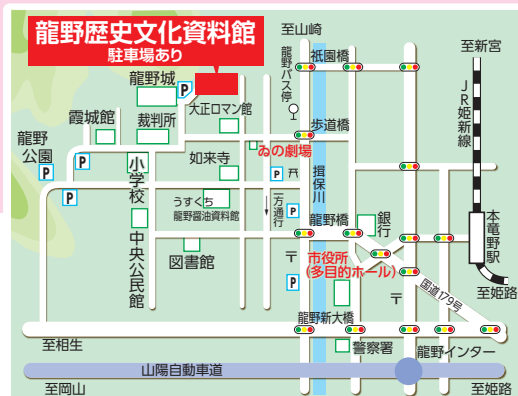 龍野歴史文化資料館
駐車場あり
至山崎
祇園橋
至新宮
龍野バス停
JR姫新線
龍野城
P
大正ロマン館
霞城館
裁判所
歩道橋
龍野公園
P
小学校
如来寺
ゐの劇場
P
揖保川
P
うすくち
龍野醤油資料館
一方通行
P
龍野橋
銀行
本竜野駅
中央公民館
図書館
〒
市役所
(多目的ホール)
P
〒
国道179号
至姫路
龍野新大橋
至相生
警察署
龍野インター
山陽自動車道
至岡山
至姫路